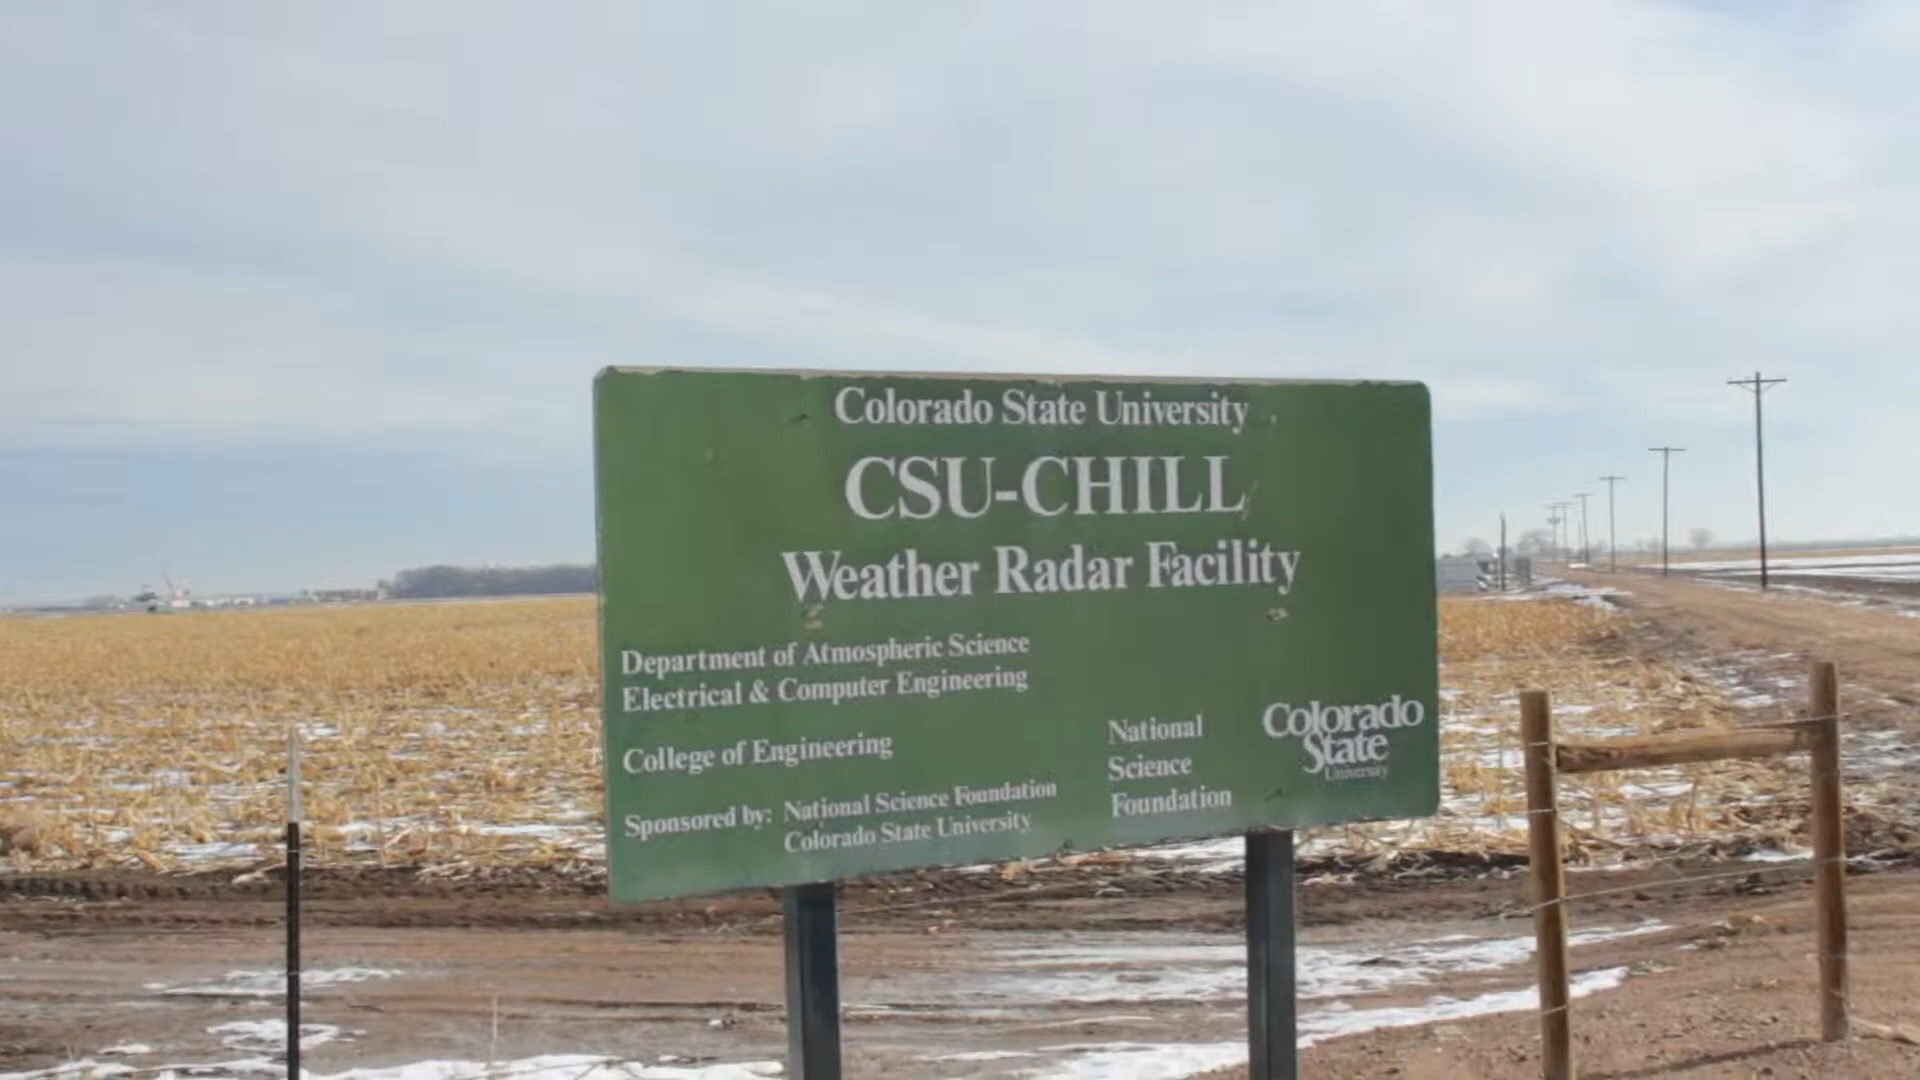 Colorado State University
CSU-CHILL
Weather Radar Facility
Department of Atmospheric Science
Electrical & Computer Engineering
College of Engineering
Sponsored by: National Science Foundation
Colorado State University
National
Science
Foundation
Colorado
State
University